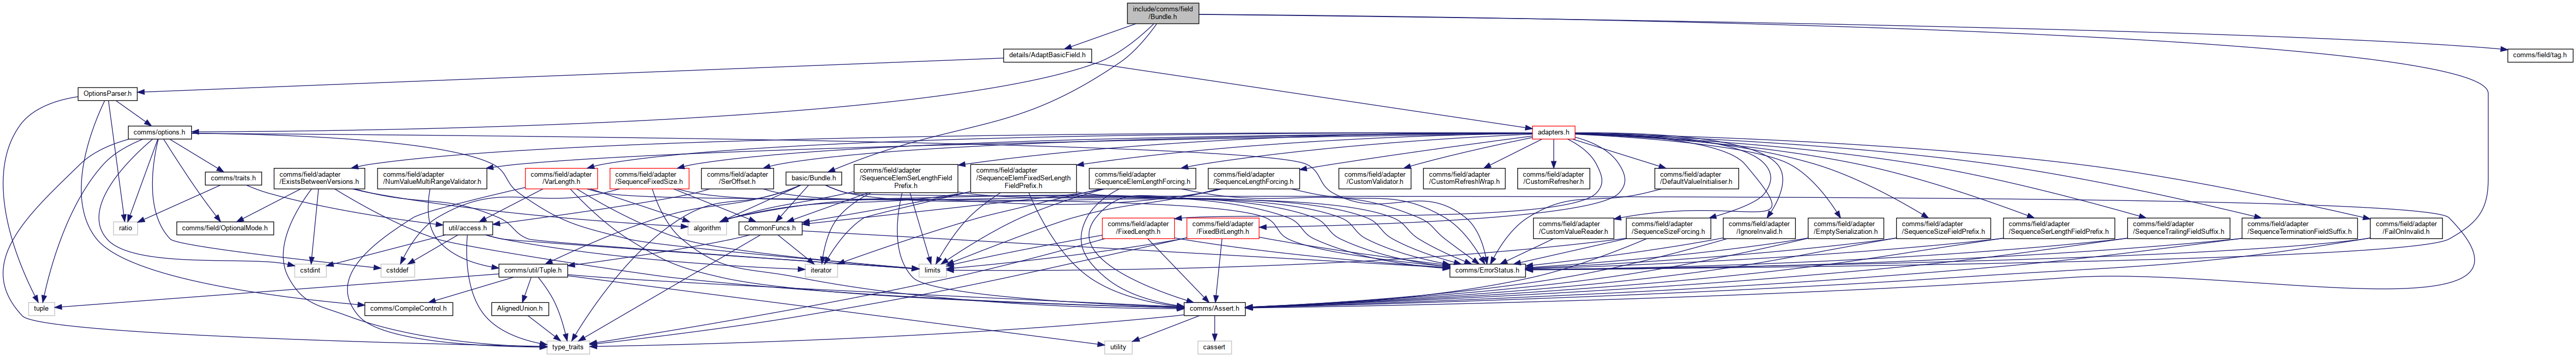 include/comms/field
/Bundle.h
details/AdaptBasicField.h
comms/field/tag.h
OptionsParser.h
comms/options.h
adapters.h
comms/traits.h
comms/field/adapter
/ExistsBetweenVersions.h
comms/field/adapter
/NumValueMultiRangeValidator.h
comms/field/adapter
/VarLength.h
comms/field/adapter
/SequenceFixedSize.h
comms/field/adapter
/SerOffset.h
basic/Bundle.h
comms/field/adapter
/SequenceElemSerLengthField
Prefix.h
comms/field/adapter
/SequenceElemFixedSerLength
FieldPrefix.h
comms/field/adapter
/SequenceElemLengthForcing.h
comms/field/adapter
/SequenceLengthForcing.h
comms/field/adapter
/CustomValidator.h
comms/field/adapter
/CustomRefreshWrap.h
comms/field/adapter
/CustomRefresher.h
comms/field/adapter
/DefaultValueInitialiser.h
ratio
comms/field/OptionalMode.h
util/access.h
algorithm
CommonFuncs.h
comms/field/adapter
/FixedLength.h
comms/field/adapter
/FixedBitLength.h
comms/field/adapter
/CustomValueReader.h
comms/field/adapter
/SequenceSizeForcing.h
comms/field/adapter
/IgnoreInvalid.h
comms/field/adapter
/EmptySerialization.h
comms/field/adapter
/SequenceSizeFieldPrefix.h
comms/field/adapter
/SequenceSerLengthFieldPrefix.h
comms/field/adapter
/SequenceTrailingFieldSuffix.h
comms/field/adapter
/SequenceTerminationFieldSuffix.h
comms/field/adapter
/FailOnInvalid.h
cstdint
cstddef
comms/util/Tuple.h
iterator
limits
comms/ErrorStatus.h
tuple
comms/CompileControl.h
AlignedUnion.h
comms/Assert.h
type_traits
utility
cassert